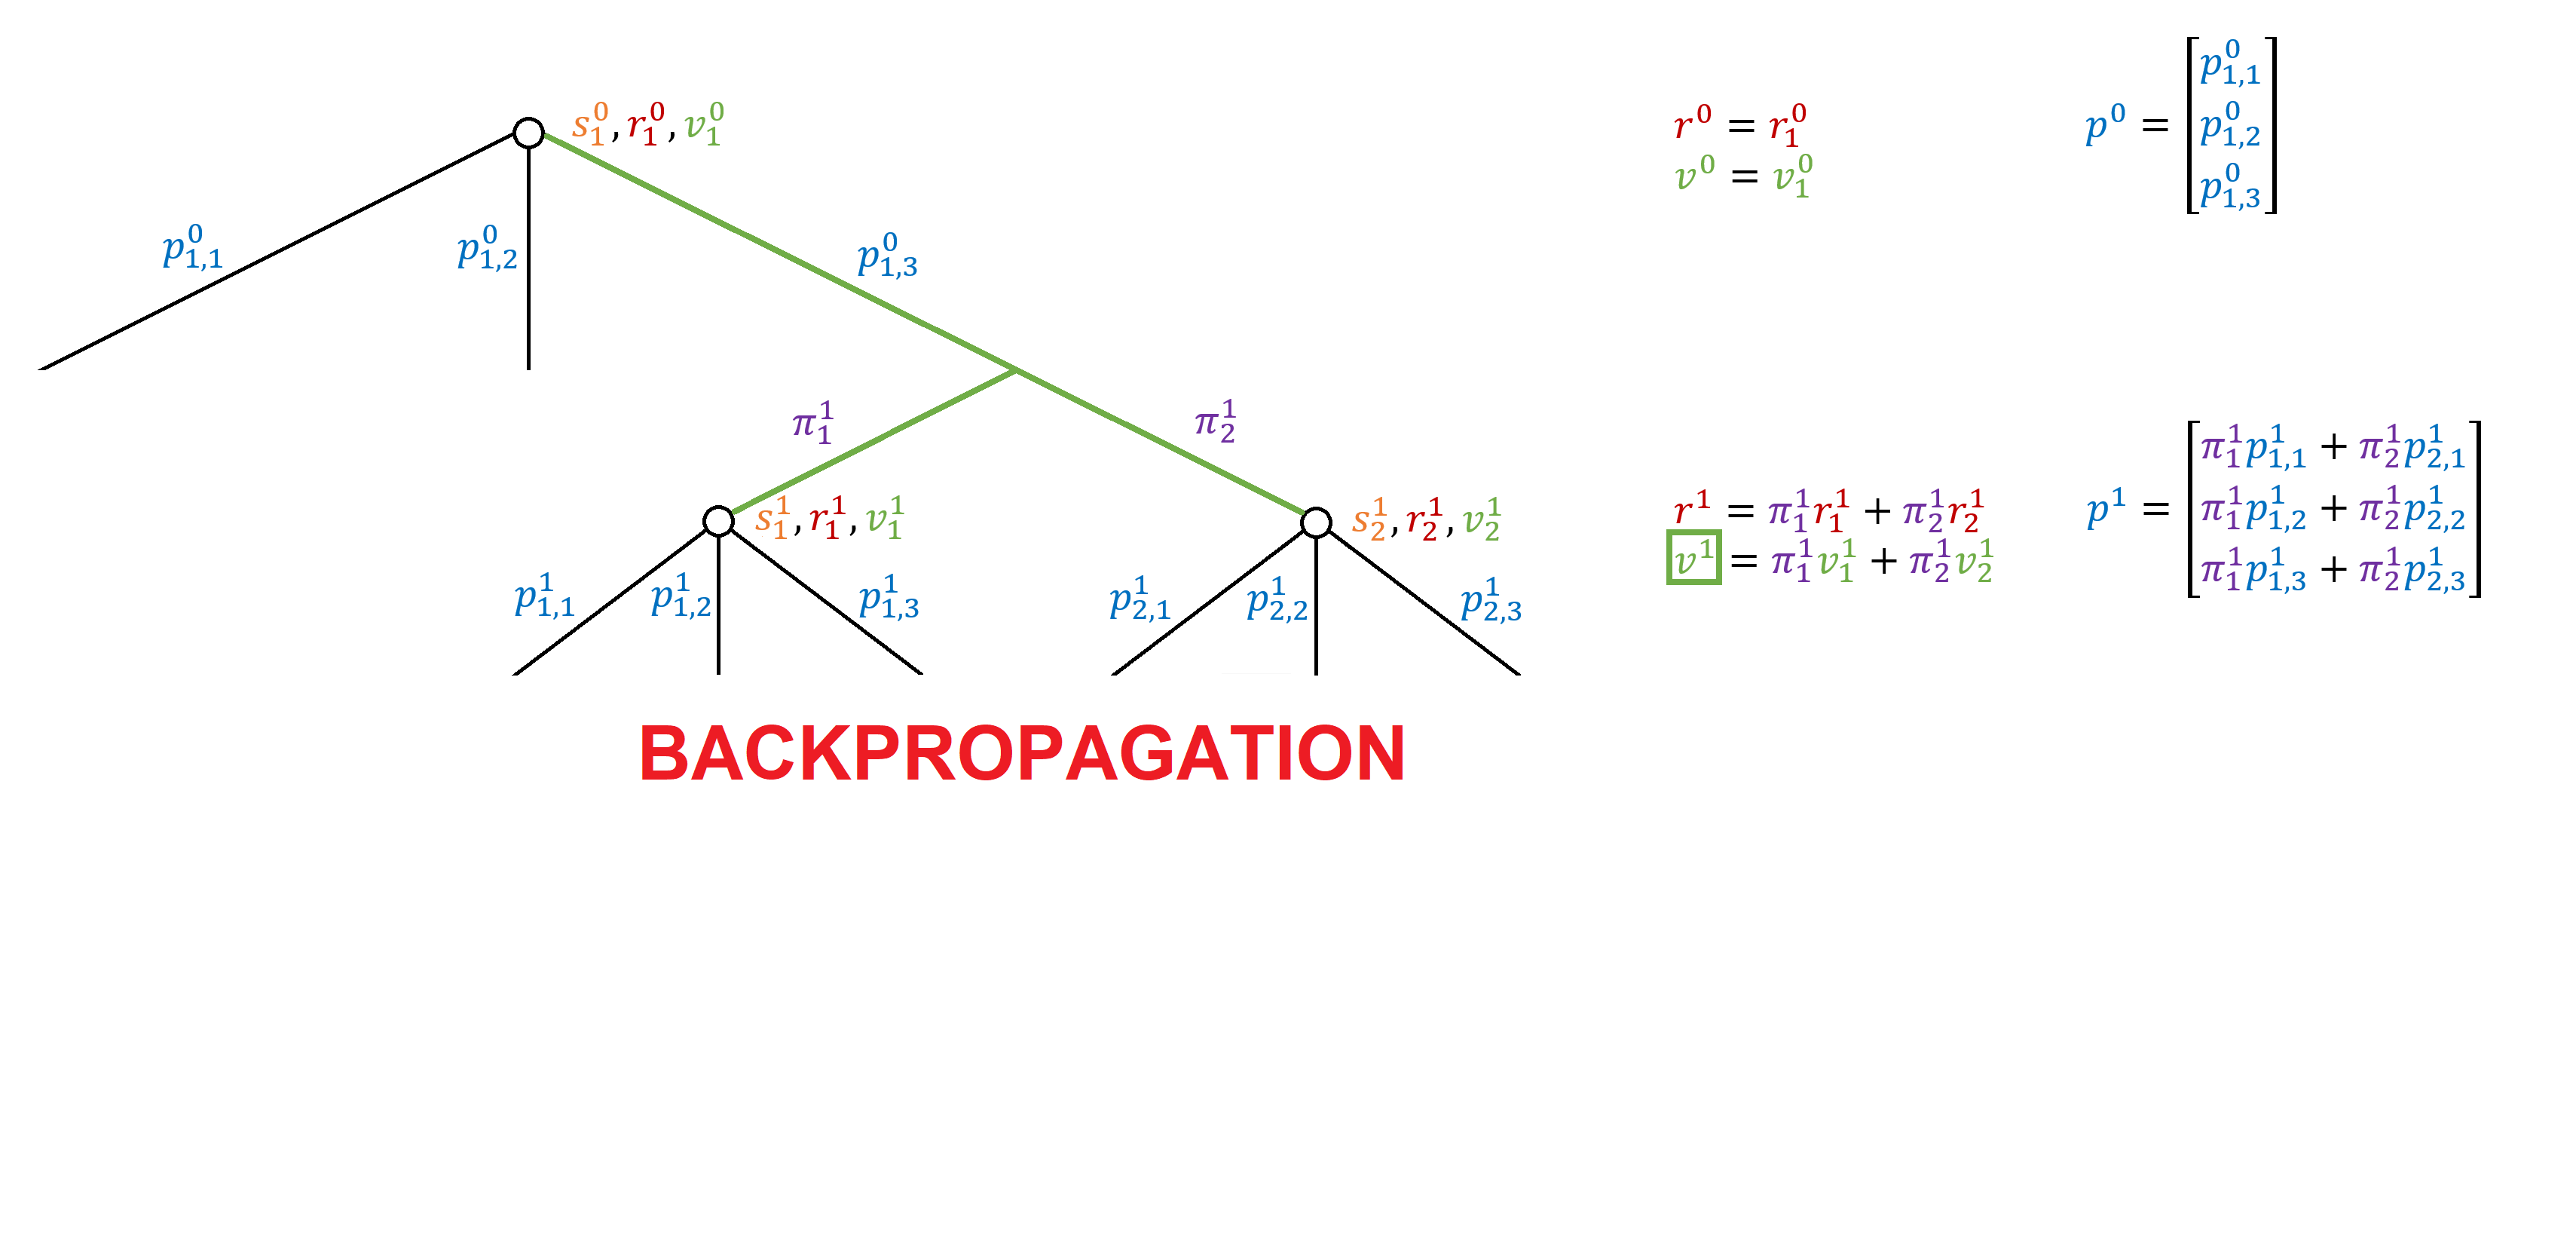 $s_1^0, r_1^0, v_1^0$
$r^0 = r_1^0$
$v^0 = v_1^0$
$p^0 = \begin{bmatrix} p_{1,1}^0 \\ p_{1,2}^0 \\ p_{1,3}^0 \end{bmatrix}$
$p_{1,1}^0$
$p_{1,2}^0$
$p_{1,3}^0$
$\pi_1^1$
$\pi_2^1$
$s_1^1, r_1^1, v_1^1$
$s_2^1, r_2^1, v_2^1$
$r^1 = \pi_1^1 r_1^1 + \pi_2^1 r_2^1$
$v^1 = \pi_1^1 v_1^1 + \pi_2^1 v_2^1$
$p^1 = \begin{bmatrix} \pi_1^1 p_{1,1}^1 + \pi_2^1 p_{2,1}^1 \\ \pi_1^1 p_{1,2}^1 + \pi_2^1 p_{2,2}^1 \\ \pi_1^1 p_{1,3}^1 + \pi_2^1 p_{2,3}^1 \end{bmatrix}$
$p_{1,1}^1$
$p_{1,2}^1$
$p_{1,3}^1$
$p_{2,1}^1$
$p_{2,2}^1$
$p_{2,3}^1$
BACKPROPAGATION